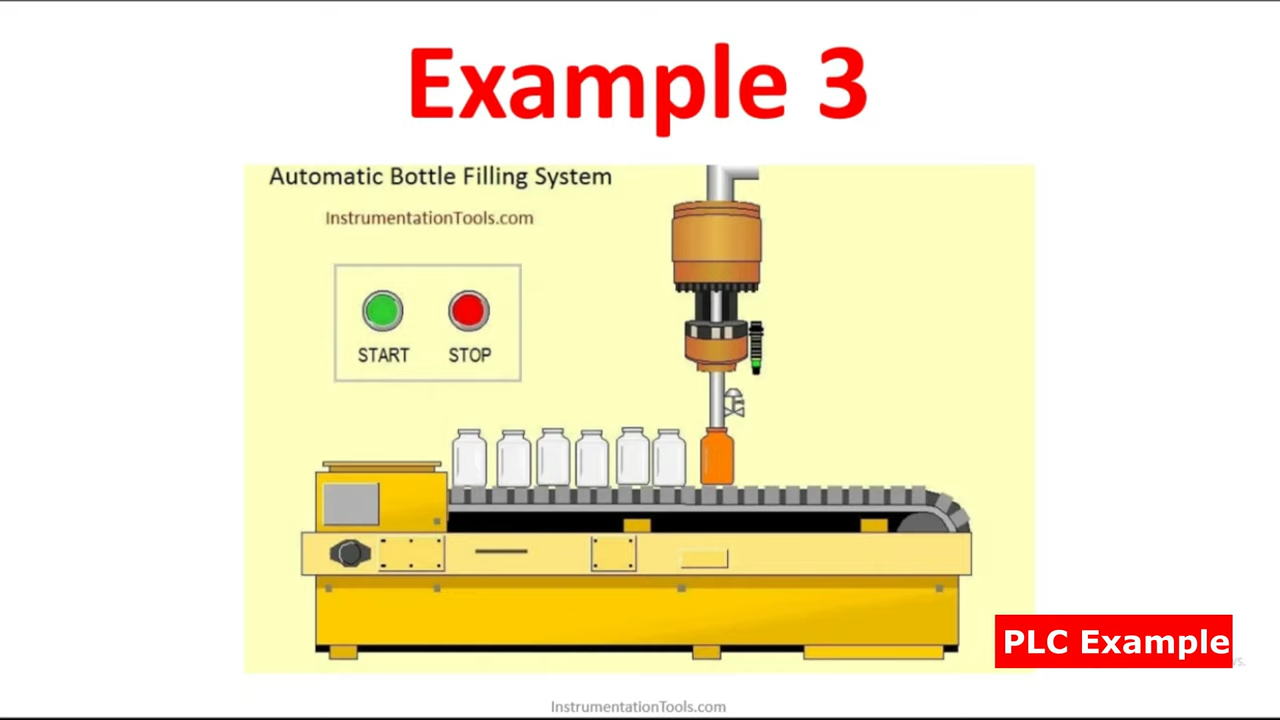 Example 3
Automatic Bottle Filling System
InstrumentationTools.com
START
STOP
PLC Example
InstrumentationTools.com